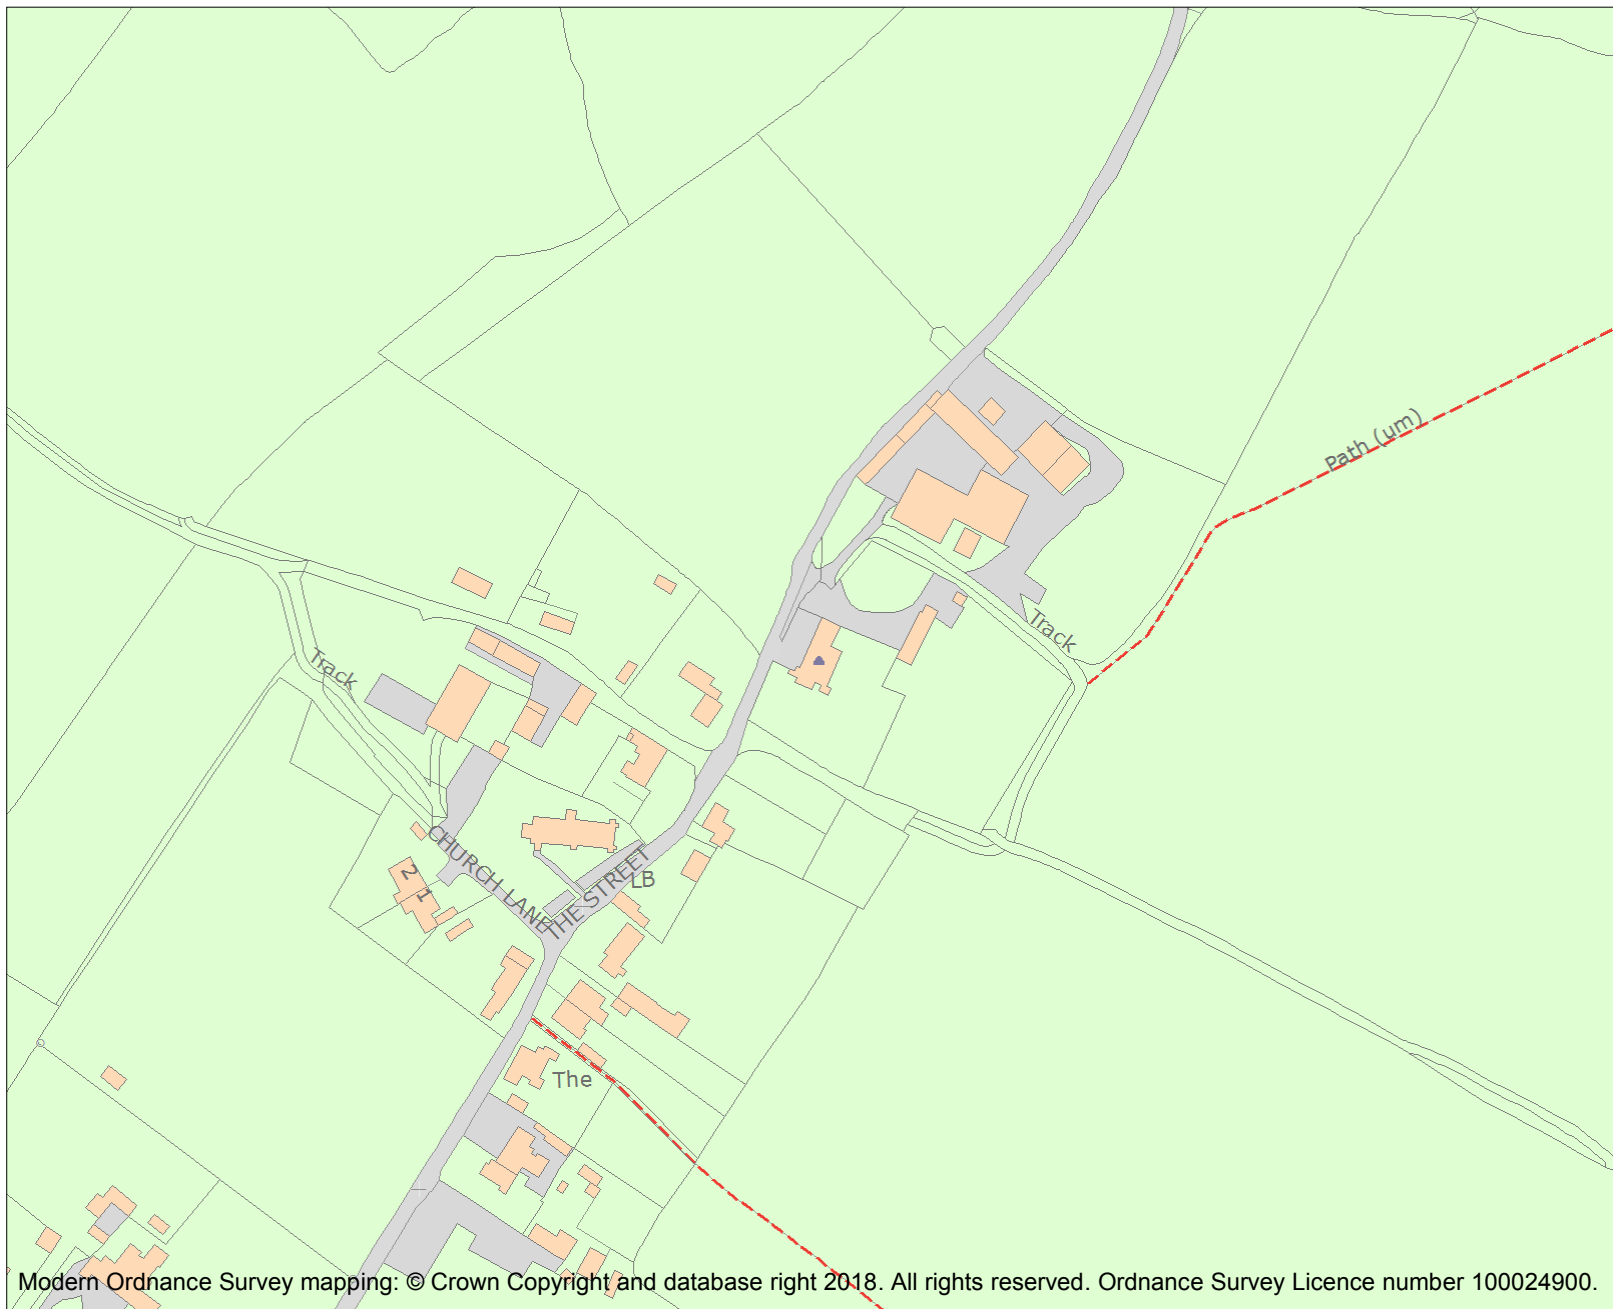 Path (um)
Track
Track
CHURCH LANE
THE STREET
LB
2
1
The
Modern Ordnance Survey mapping: © Crown Copyright and database right 2018. All rights reserved. Ordnance Survey Licence number 100024900.